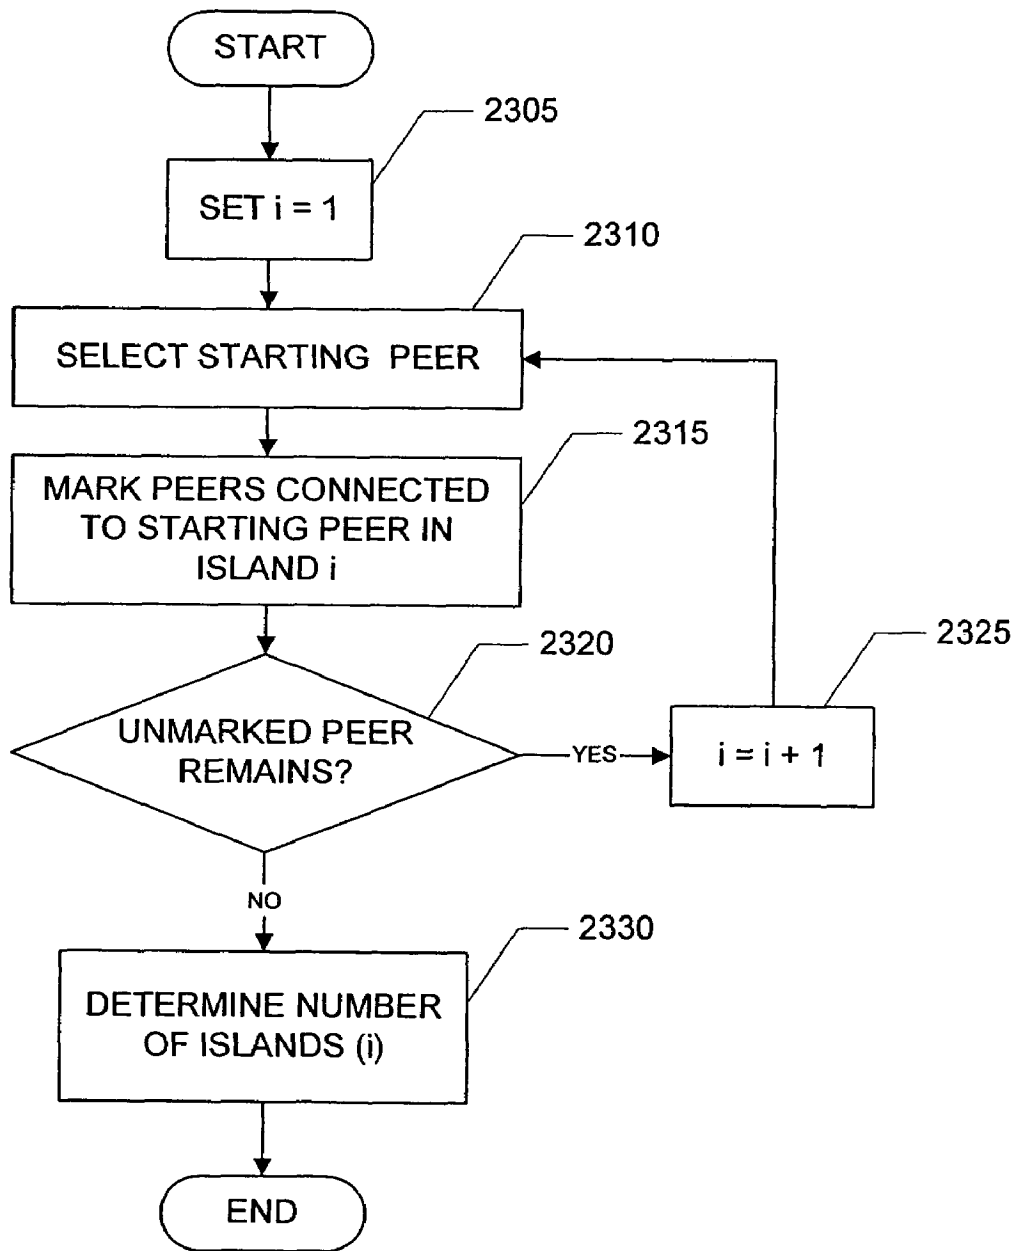 START
2305
SET i = 1
2310
SELECT STARTING PEER
2315
MARK PEERS CONNECTED
TO STARTING PEER IN
ISLAND i
2320
UNMARKED PEER
REMAINS?
YES
2325
i = i + 1
NO
2330
DETERMINE NUMBER
OF ISLANDS (i)
END